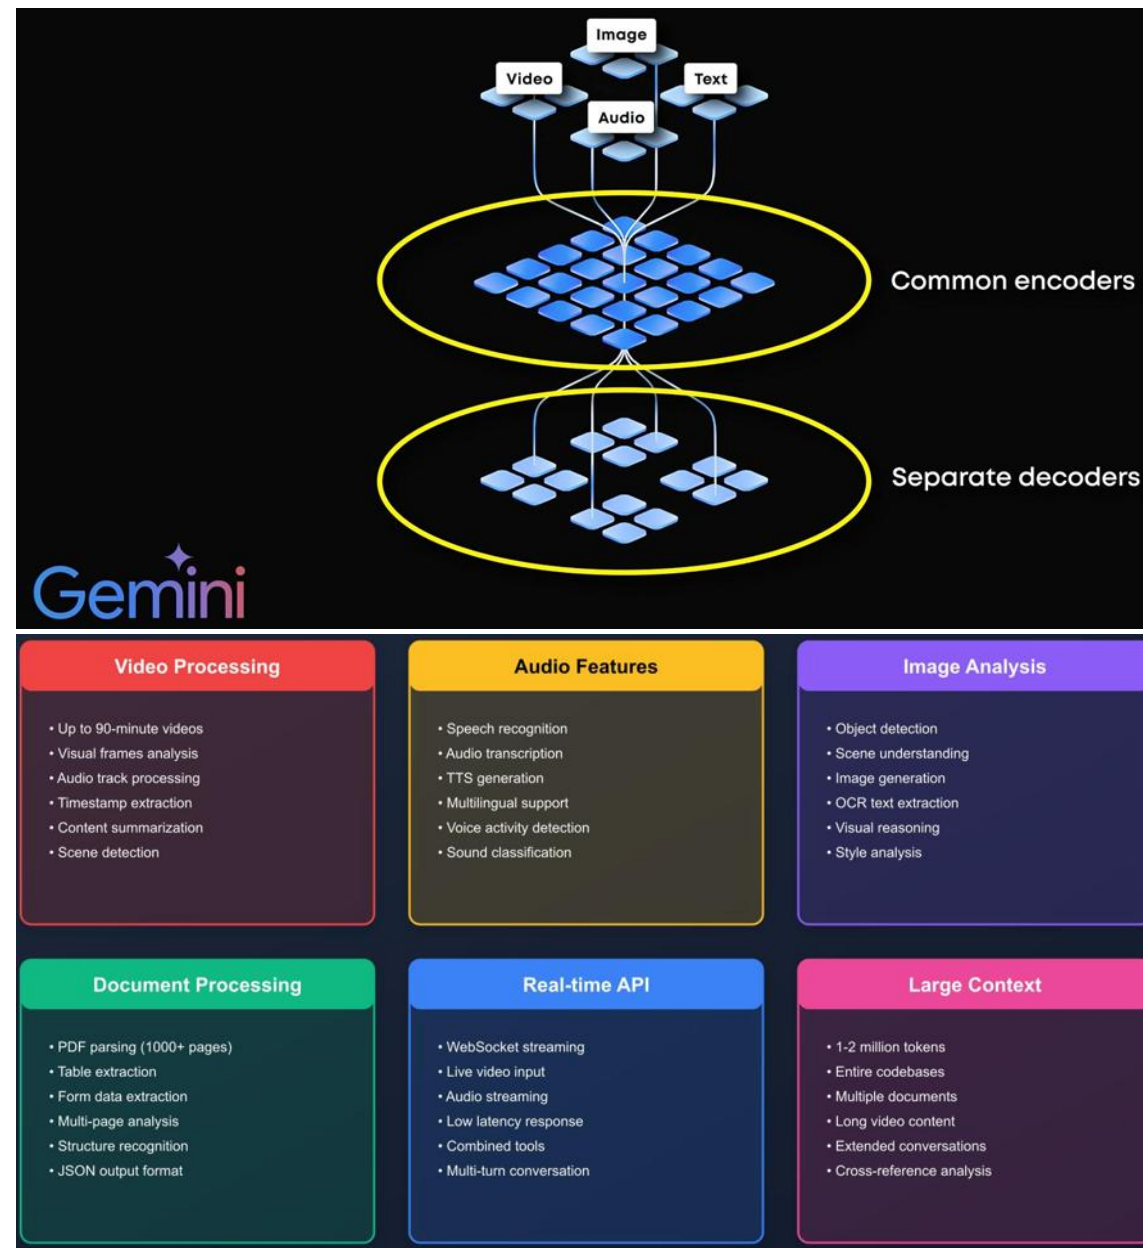 Image
Video
Text
Audio
Common encoders
Separate decoders
Gemini
Video Processing
• Up to 90-minute videos
• Visual frames analysis
• Audio track processing
• Timestamp extraction
• Content summarization
• Scene detection
Audio Features
• Speech recognition
• Audio transcription
• TTS generation
• Multilingual support
• Voice activity detection
• Sound classification
Image Analysis
• Object detection
• Scene understanding
• Image generation
• OCR text extraction
• Visual reasoning
• Style analysis
Document Processing
• PDF parsing (1000+ pages)
• Table extraction
• Form data extraction
• Multi-page analysis
• Structure recognition
• JSON output format
Real-time API
• WebSocket streaming
• Live video input
• Audio streaming
• Low latency response
• Combined tools
• Multi-turn conversation
Large Context
• 1-2 million tokens
• Entire codebases
• Multiple documents
• Long video content
• Extended conversations
• Cross-reference analysis